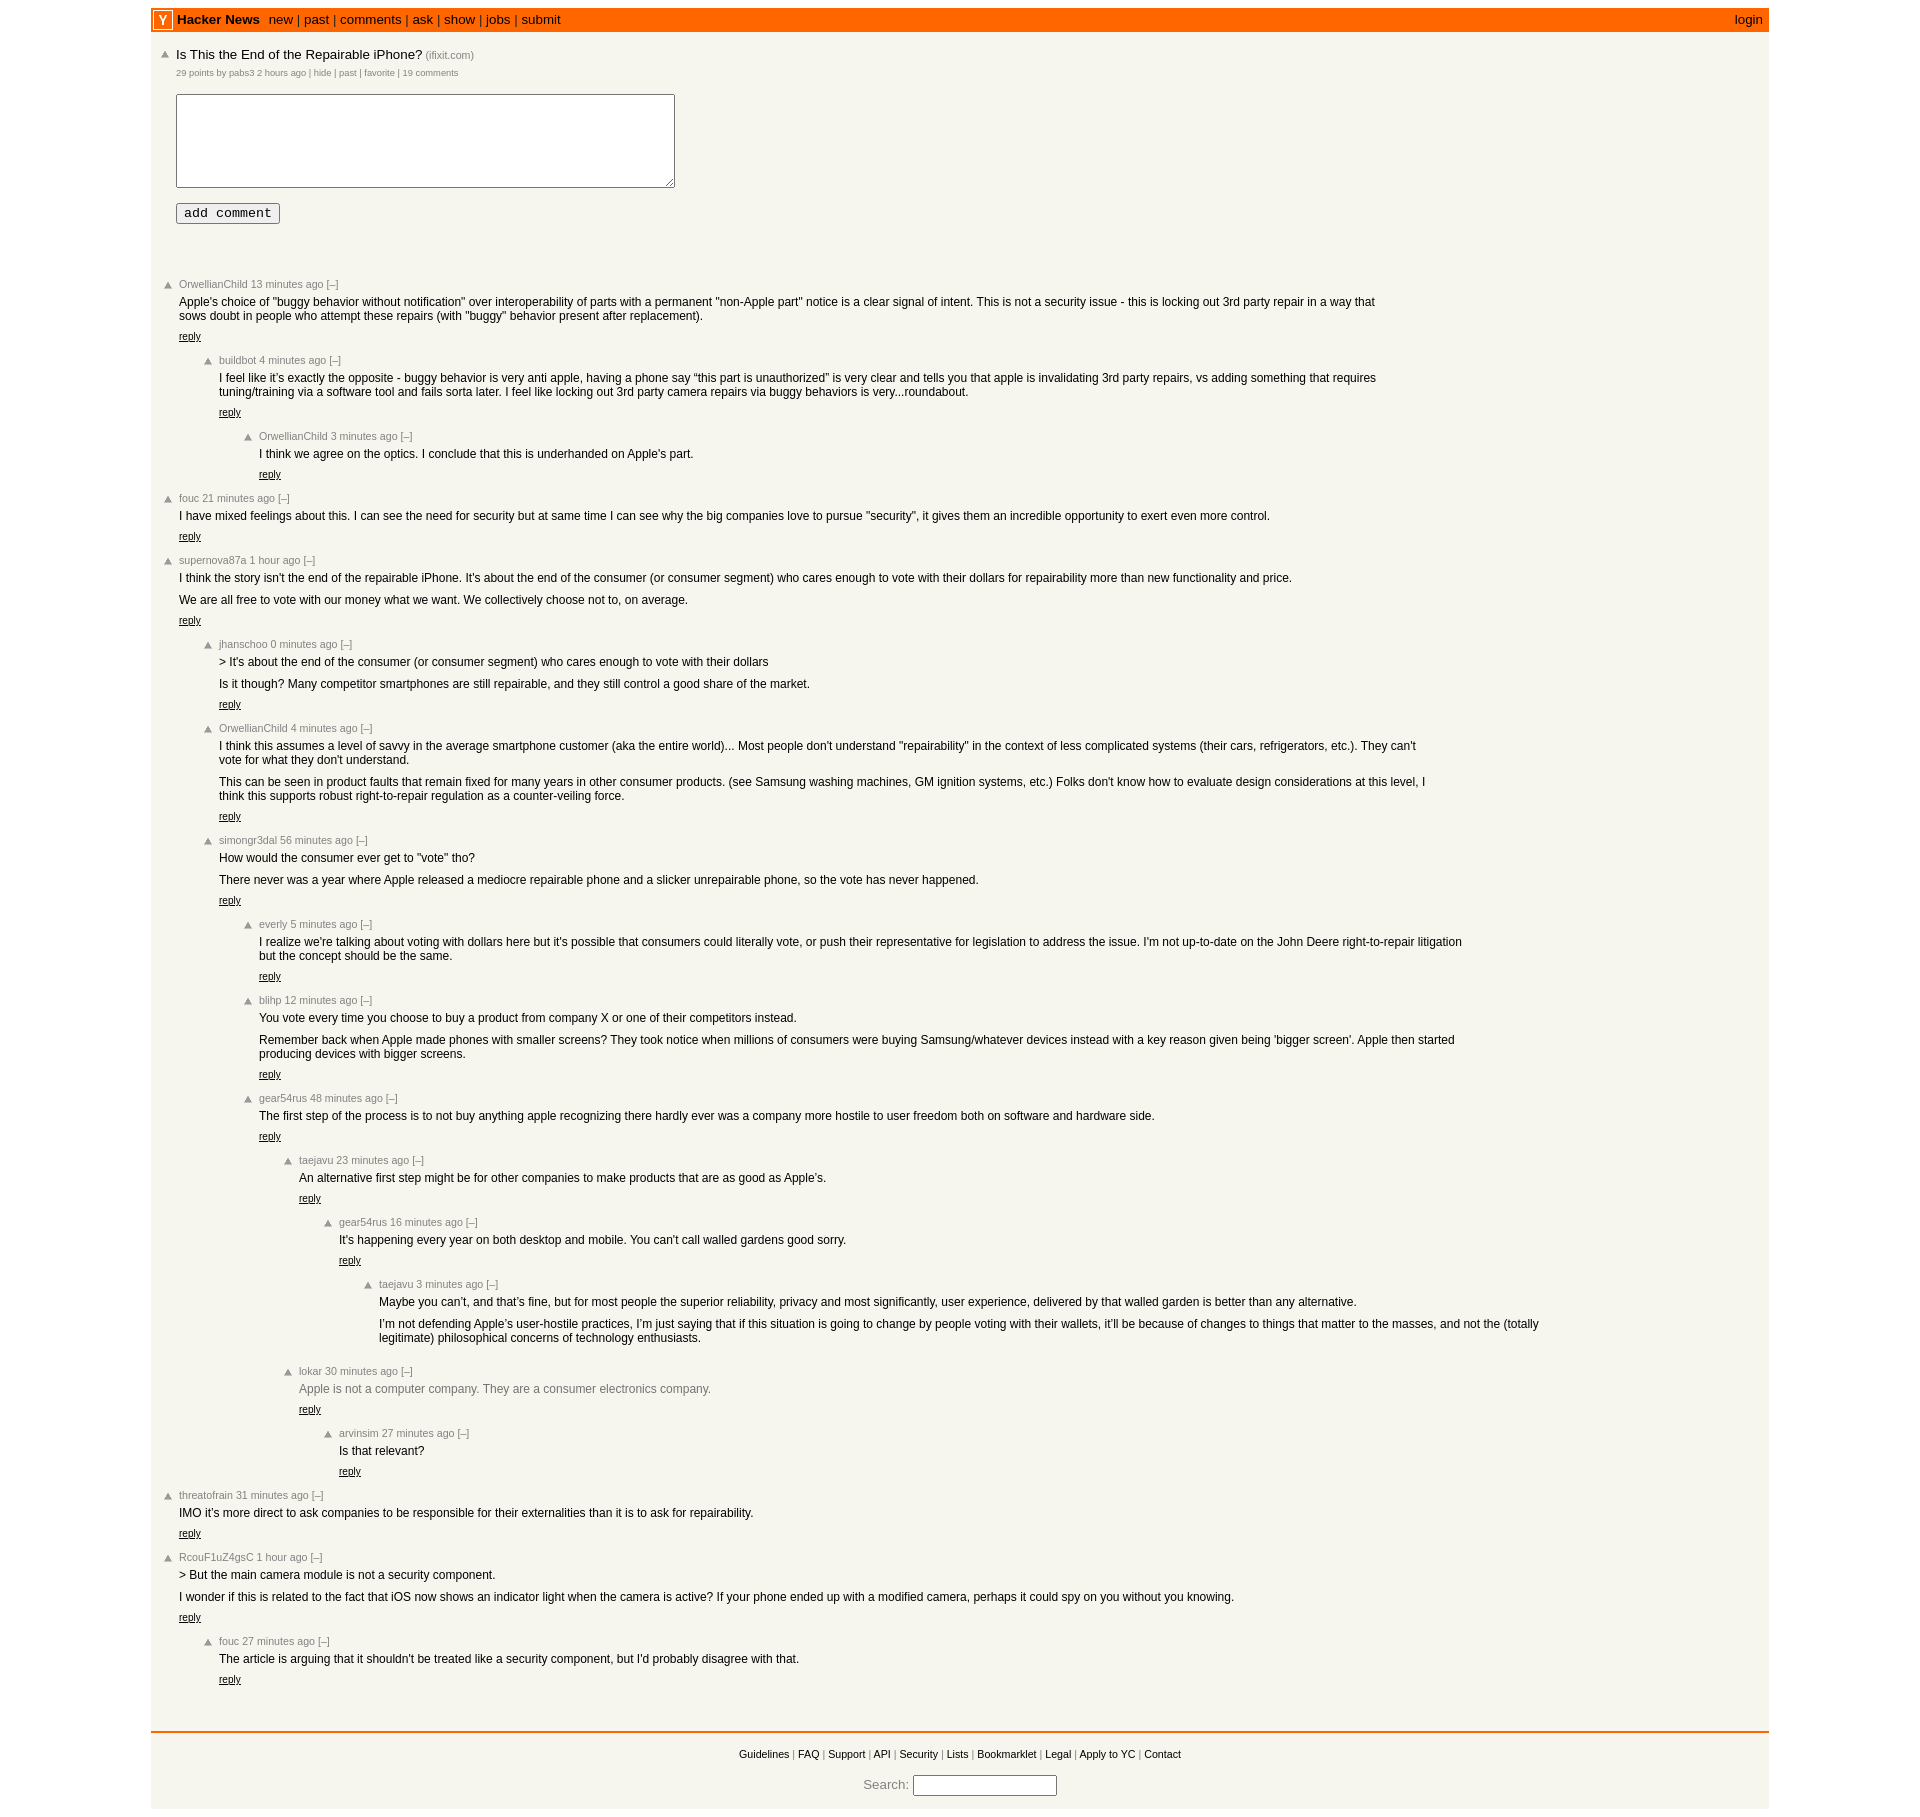 Y Hacker News new | past | comments | ask | show | jobs | submit login
Is This the End of the Repairable iPhone? (ifixit.com)
29 points by pabs3 2 hours ago | hide | past | favorite | 19 comments
add comment
OrwellianChild 13 minutes ago [–]
Apple's choice of "buggy behavior without notification" over interoperability of parts with a permanent "non-Apple part" notice is a clear signal of intent. This is not a security issue - this is locking out 3rd party repair in a way that
sows doubt in people who attempt these repairs (with "buggy" behavior present after replacement).
reply
buildbot 4 minutes ago [–]
I feel like it’s exactly the opposite - buggy behavior is very anti apple, having a phone say “this part is unauthorized” is very clear and tells you that apple is invalidating 3rd party repairs, vs adding something that requires
tuning/training via a software tool and fails sorta later. I feel like locking out 3rd party camera repairs via buggy behaviors is very...roundabout.
reply
OrwellianChild 3 minutes ago [–]
I think we agree on the optics. I conclude that this is underhanded on Apple's part.
reply
fouc 21 minutes ago [–]
I have mixed feelings about this. I can see the need for security but at same time I can see why the big companies love to pursue "security", it gives them an incredible opportunity to exert even more control.
reply
supernova87a 1 hour ago [–]
I think the story isn't the end of the repairable iPhone. It's about the end of the consumer (or consumer segment) who cares enough to vote with their dollars for repairability more than new functionality and price.
We are all free to vote with our money what we want. We collectively choose not to, on average.
reply
jhanschoo 0 minutes ago [–]
> It's about the end of the consumer (or consumer segment) who cares enough to vote with their dollars
Is it though? Many competitor smartphones are still repairable, and they still control a good share of the market.
reply
OrwellianChild 4 minutes ago [–]
I think this assumes a level of savvy in the average smartphone customer (aka the entire world)... Most people don't understand "repairability" in the context of less complicated systems (their cars, refrigerators, etc.). They can't
vote for what they don't understand.
This can be seen in product faults that remain fixed for many years in other consumer products. (see Samsung washing machines, GM ignition systems, etc.) Folks don't know how to evaluate design considerations at this level, I
think this supports robust right-to-repair regulation as a counter-veiling force.
reply
simongr3dal 56 minutes ago [–]
How would the consumer ever get to "vote" tho?
There never was a year where Apple released a mediocre repairable phone and a slicker unrepairable phone, so the vote has never happened.
reply
everly 5 minutes ago [–]
I realize we're talking about voting with dollars here but it's possible that consumers could literally vote, or push their representative for legislation to address the issue. I'm not up-to-date on the John Deere right-to-repair litigation
but the concept should be the same.
reply
blihp 12 minutes ago [–]
You vote every time you choose to buy a product from company X or one of their competitors instead.
Remember back when Apple made phones with smaller screens? They took notice when millions of consumers were buying Samsung/whatever devices instead with a key reason given being 'bigger screen'. Apple then started
producing devices with bigger screens.
reply
gear54rus 48 minutes ago [–]
The first step of the process is to not buy anything apple recognizing there hardly ever was a company more hostile to user freedom both on software and hardware side.
reply
taejavu 23 minutes ago [–]
An alternative first step might be for other companies to make products that are as good as Apple’s.
reply
gear54rus 16 minutes ago [–]
It's happening every year on both desktop and mobile. You can't call walled gardens good sorry.
reply
taejavu 3 minutes ago [–]
Maybe you can’t, and that’s fine, but for most people the superior reliability, privacy and most significantly, user experience, delivered by that walled garden is better than any alternative.
I’m not defending Apple’s user-hostile practices, I’m just saying that if this situation is going to change by people voting with their wallets, it’ll be because of changes to things that matter to the masses, and not the (totally
legitimate) philosophical concerns of technology enthusiasts.
lokar 30 minutes ago [–]
Apple is not a computer company. They are a consumer electronics company.
reply
arvinsim 27 minutes ago [–]
Is that relevant?
reply
threatofrain 31 minutes ago [–]
IMO it’s more direct to ask companies to be responsible for their externalities than it is to ask for repairability.
reply
RcouF1uZ4gsC 1 hour ago [–]
> But the main camera module is not a security component.
I wonder if this is related to the fact that iOS now shows an indicator light when the camera is active? If your phone ended up with a modified camera, perhaps it could spy on you without you knowing.
reply
fouc 27 minutes ago [–]
The article is arguing that it shouldn't be treated like a security component, but I'd probably disagree with that.
reply
Guidelines | FAQ | Support | API | Security | Lists | Bookmarklet | Legal | Apply to YC | Contact
Search: